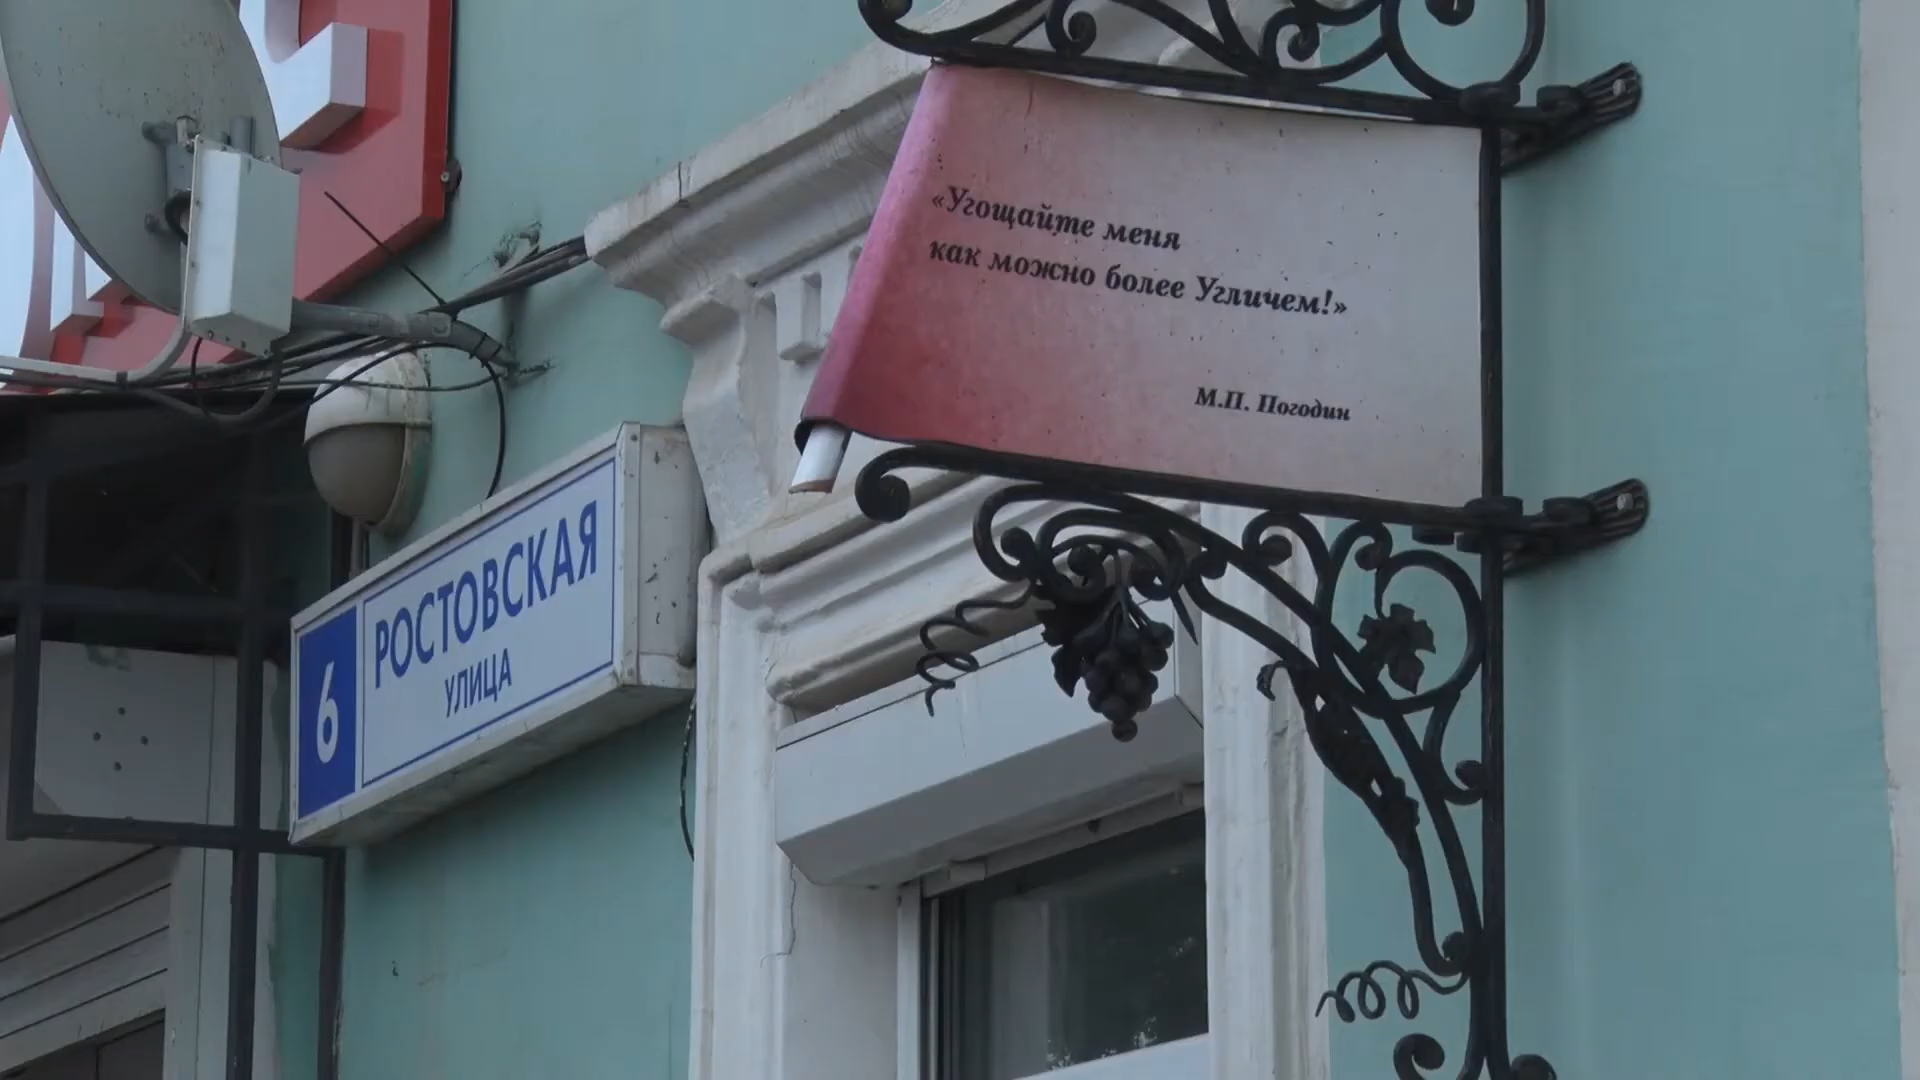 «Угощайте меня
как можно более Угличем!»
М.П. Погодин
6
РОСТОВСКАЯ
УЛИЦА